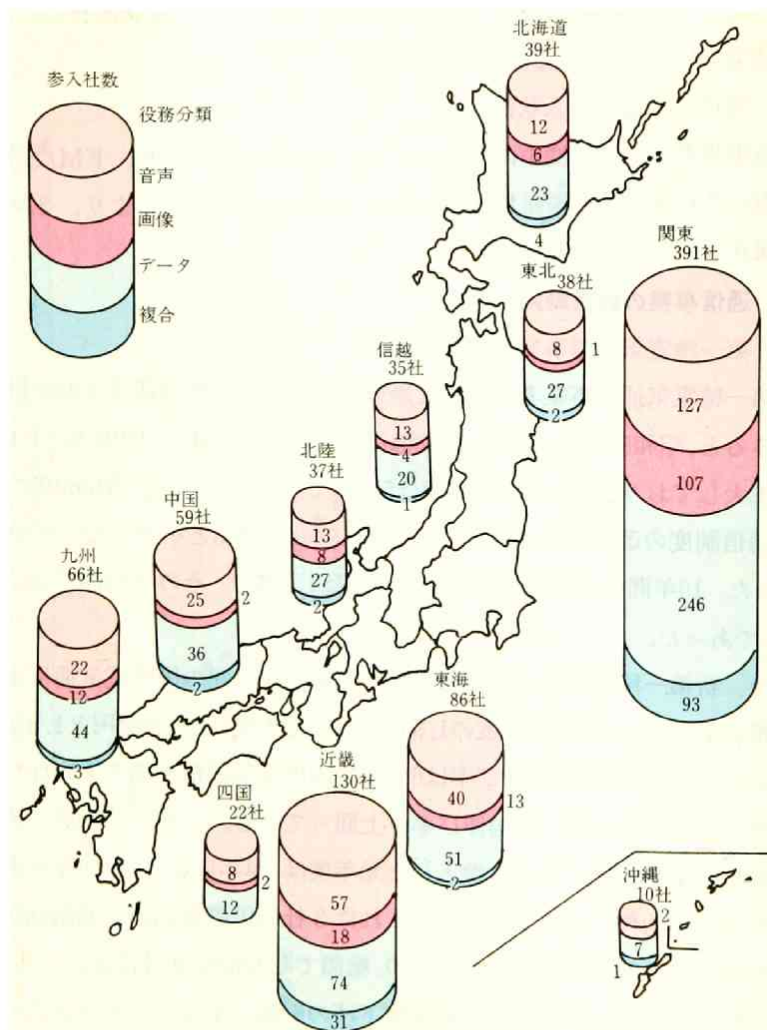 参入社数
役務分類
音声
画像
データ
複合
北海道
39社
12
6
23
4
関東
391社
127
107
246
93
東北
38社
8
1
27
2
信越
35社
13
4
20
1
北陸
37社
13
8
27
2
中国
59社
25
2
36
2
九州
66社
22
12
44
3
東海
86社
40
13
51
2
近畿
130社
57
18
74
31
四国
22社
8
2
12
沖縄
10社
2
7
1